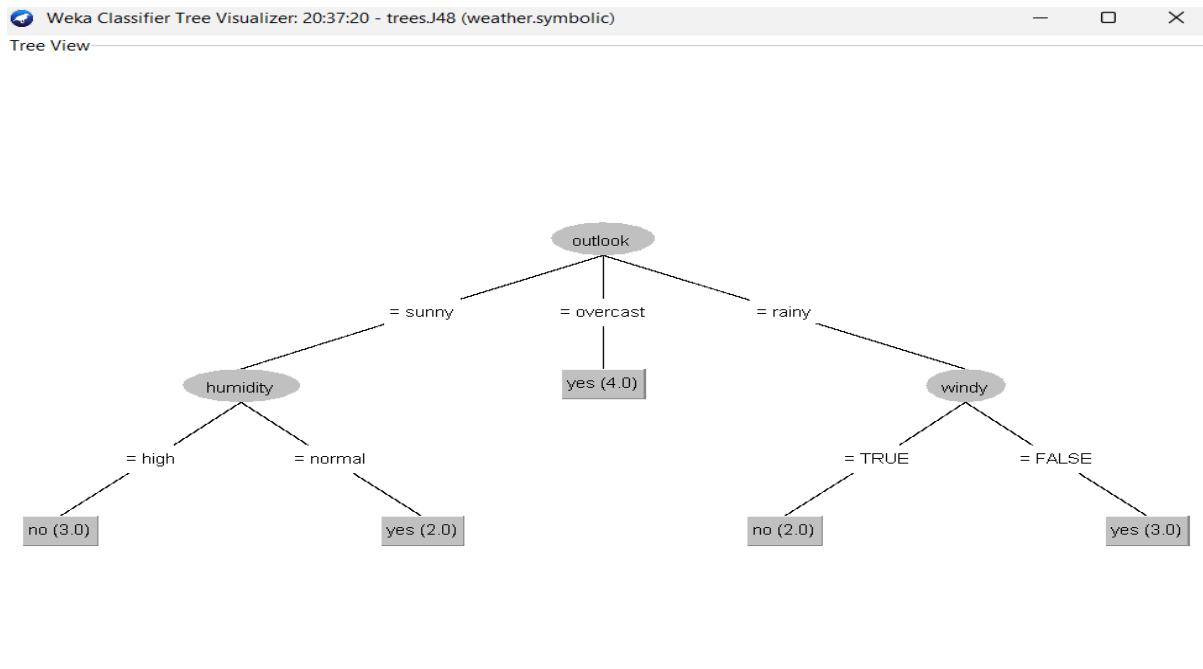 Weka Classifier Tree Visualizer: 20:37:20 - trees.J48 (weather.symbolic)
Tree View
outlook
= sunny = overcast = rainy
humidity yes (4.0) windy
= high = normal = TRUE = FALSE
no (3.0) yes (2.0) no (2.0) yes (3.0)